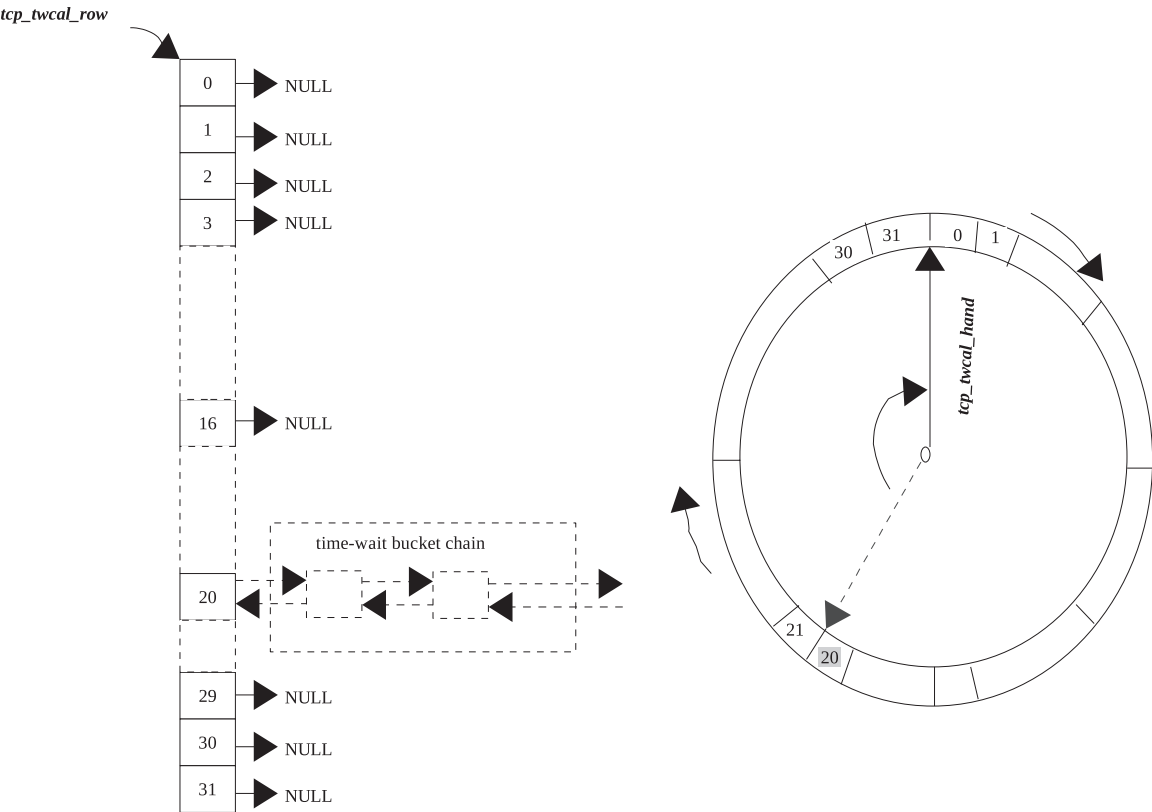 tcp_twcal_row
0 NULL
1 NULL
2 NULL
3 NULL
16 NULL
time-wait bucket chain
20
29 NULL
30 NULL
31 NULL
30 31 0 1
tcp_twcal_hand
21
20